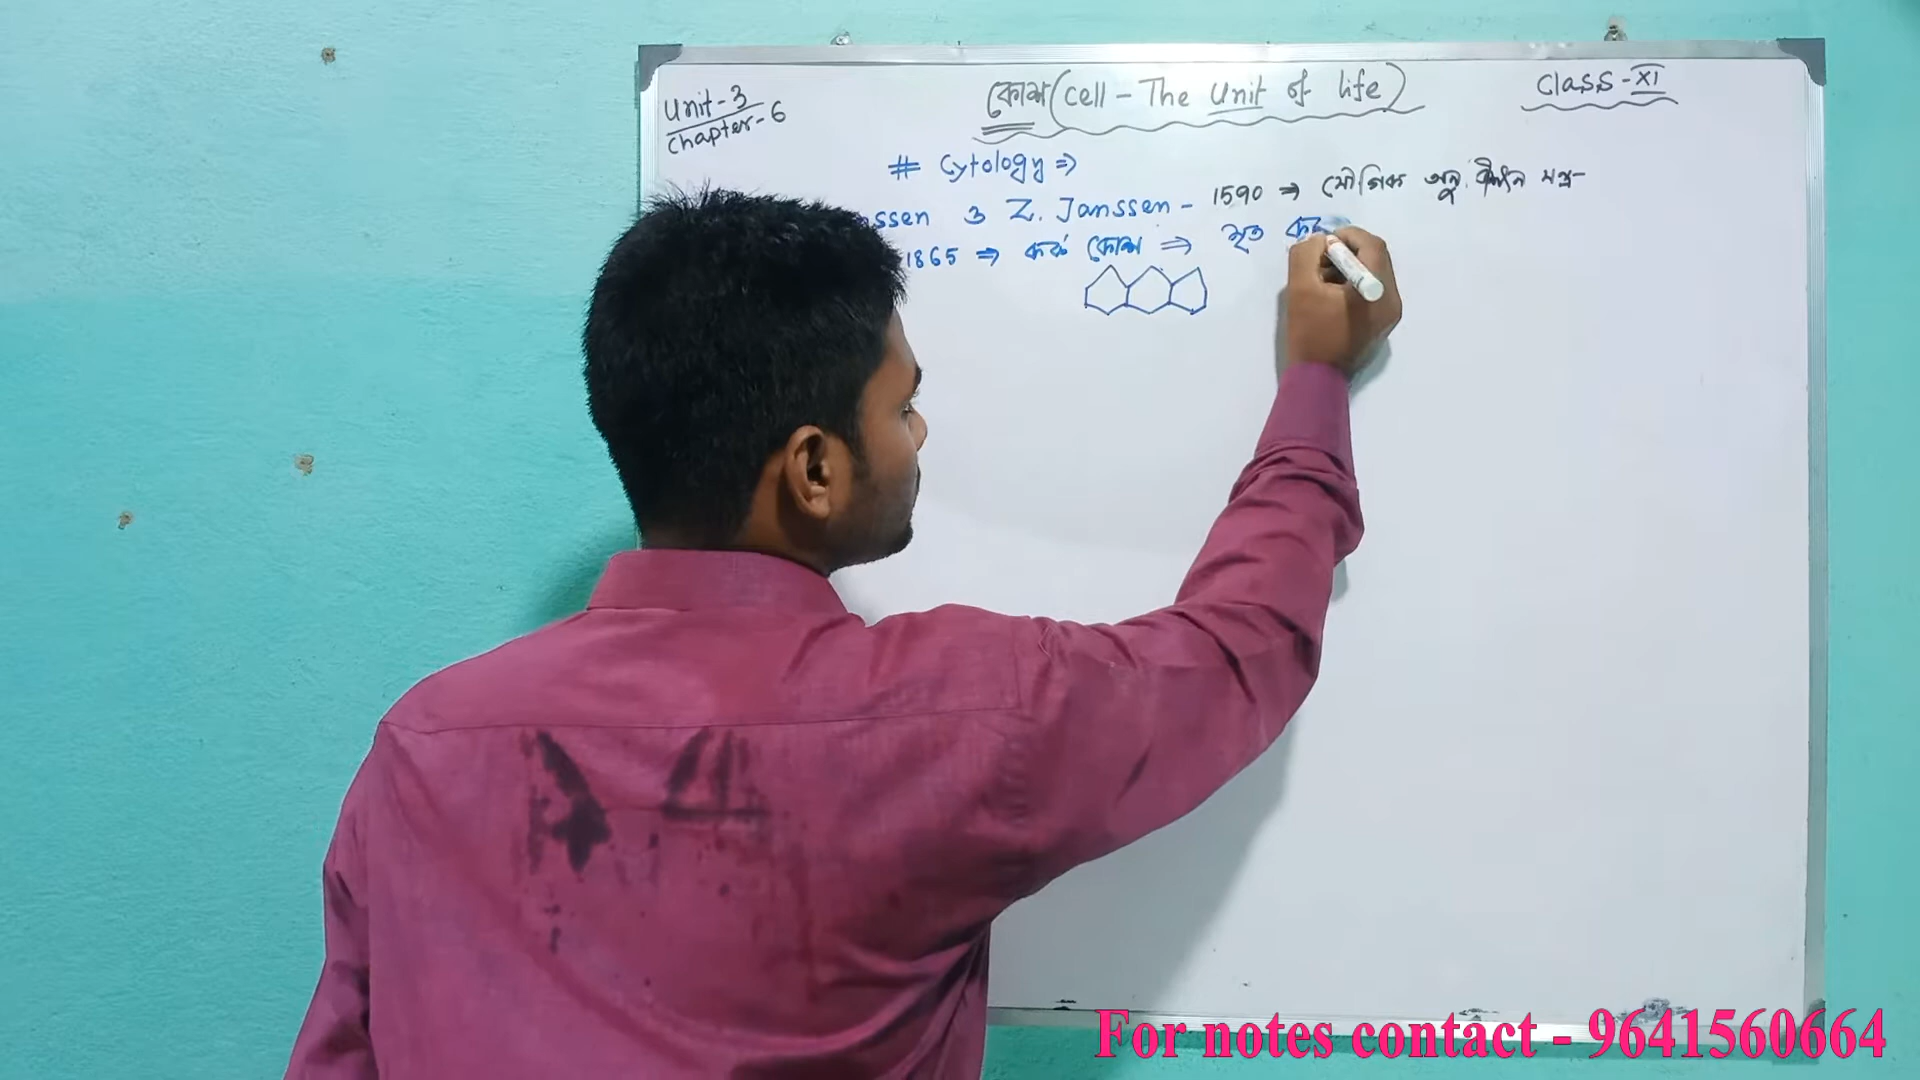 Unit-3
Chapter-6
কোষ (Cell - The Unit of life)
Class - XI
# Cytology ⇒
ssen ও Z. Janssen - 1590 ⇒ যৌগিক অনুবীক্ষন যন্ত্র-
1865 ⇒ কর্ক কোষ ⇒ মৃত
For notes contact - 9641560664